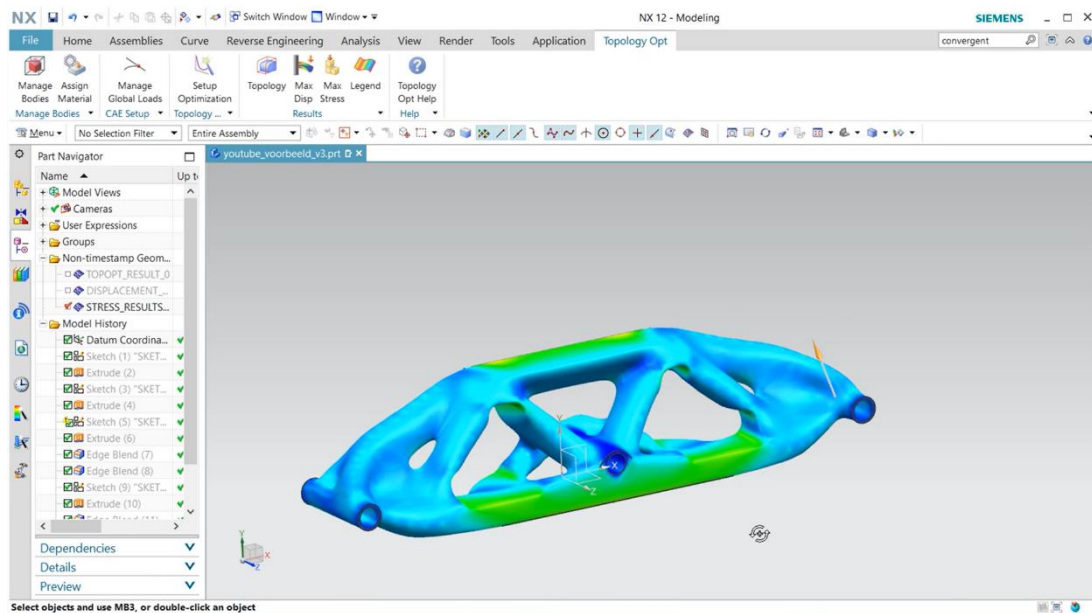 NX Switch Window Window NX 12 - Modeling SIEMENS
File Home Assemblies Curve Reverse Engineering Analysis View Render Tools Application Topology Opt convergent
Manage Assign Manage Setup Topology Max Max Legend Topology
Bodies Material Global Loads Optimization Disp Stress Opt Help
Manage Bodies CAE Setup Topology ... Results Help
Menu No Selection Filter Entire Assembly
Part Navigator youtube_voorbeeld_v3.prt
Name Up to
Model Views
Cameras
User Expressions
Groups
Non-timestamp Geom...
TOPOPT_RESULT_0
DISPLACEMENT_...
STRESS_RESULTS...
Model History
Datum Coordina...
Sketch (1) "SKET...
Extrude (2)
Sketch (3) "SKET...
Extrude (4)
Sketch (5) "SKET...
Extrude (6)
Edge Blend (7)
Edge Blend (8)
Sketch (9) "SKET...
Extrude (10)
Dependencies
Details
Preview
Y
X
Z
Y
X
Z
Select objects and use MB3, or double-click an object